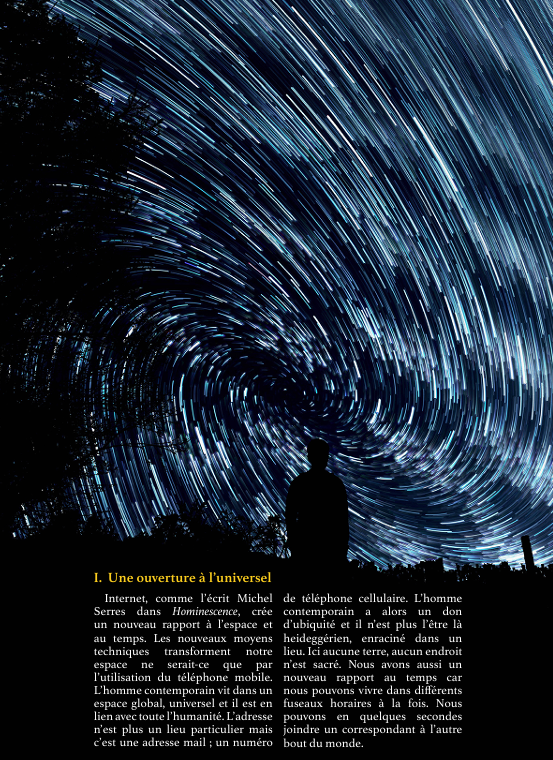 I. Une ouverture à l'universel
Internet, comme l'écrit Michel
Serres dans Hominescence, crée
un nouveau rapport à l'espace et
au temps. Les nouveaux moyens
techniques transforment notre
espace ne serait-ce que par
l'utilisation du téléphone mobile.
L'homme contemporain vit dans un
espace global, universel et il est en
lien avec toute l'humanité. L'adresse
n'est plus un lieu particulier mais
c'est une adresse mail ; un numéro
de téléphone cellulaire. L'homme
contemporain a alors un don
d'ubiquité et il n'est plus l'être là
heideggérien, enraciné dans un
lieu. Ici aucune terre, aucun endroit
n'est sacré. Nous avons aussi un
nouveau rapport au temps car
nous pouvons vivre dans différents
fuseaux horaires à la fois. Nous
pouvons en quelques secondes
joindre un correspondant à l'autre
bout du monde.